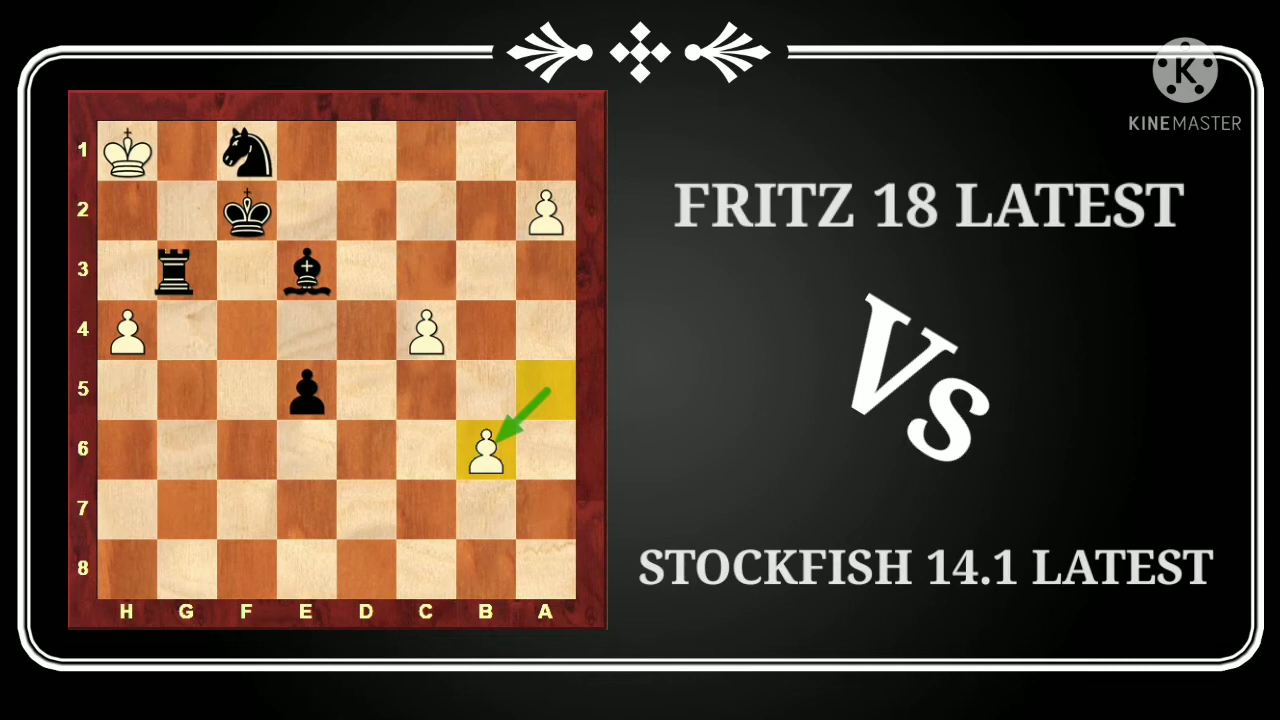 K
KINEMASTER
1
2
3
4
5
6
7
8
H G F E D C B A
FRITZ 18 LATEST
Vs
STOCKFISH 14.1 LATEST